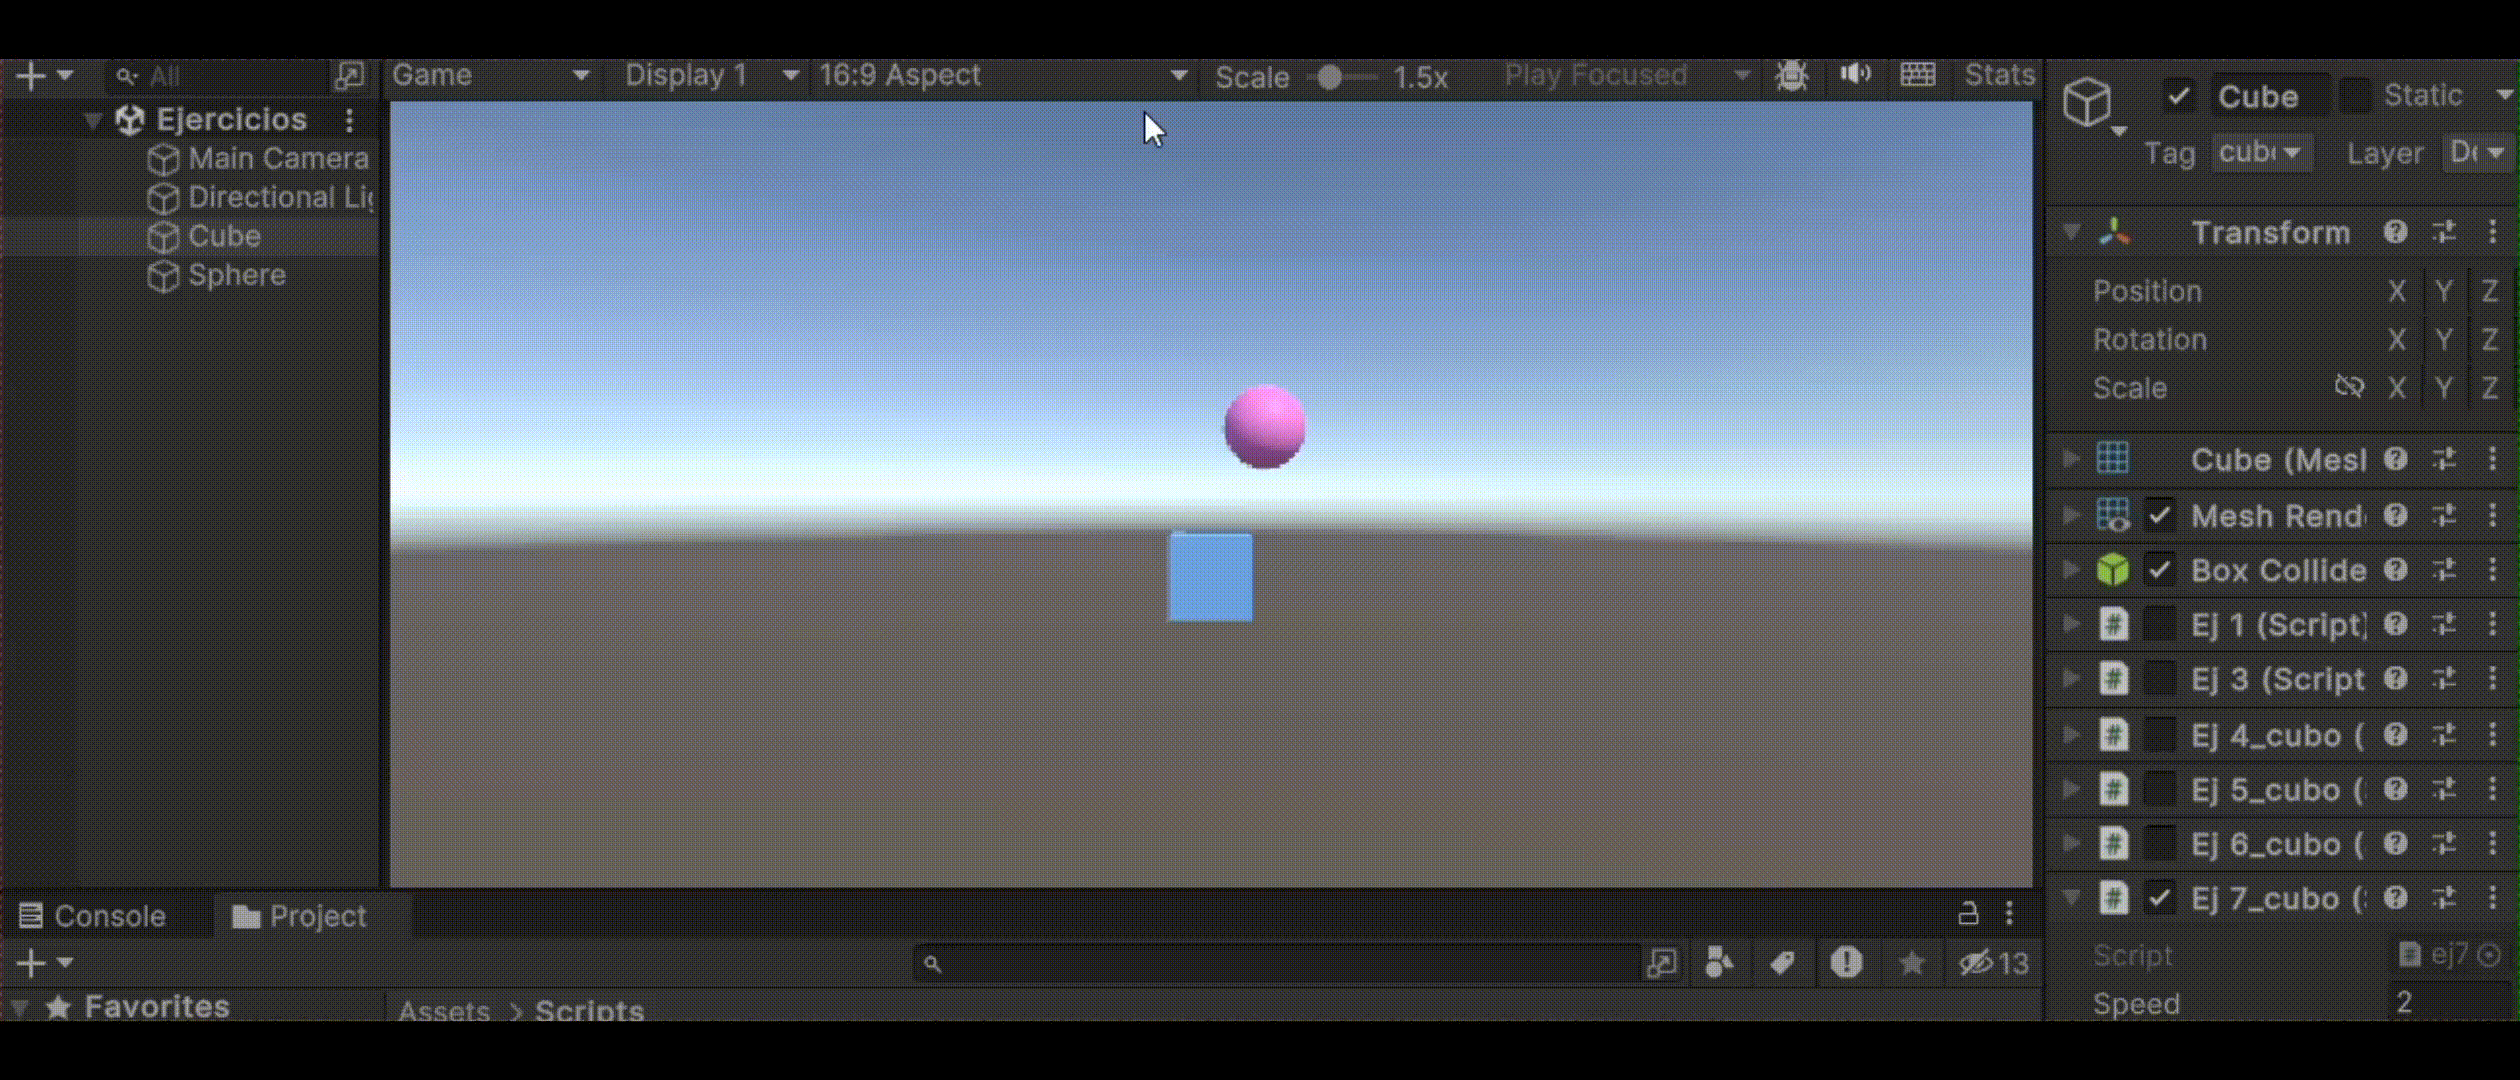 All
Game
Display 1
16:9 Aspect
Scale
1.5x
Play Focused
Stats
Ejercicios
Main Camera
Directional Li
Cube
Sphere
Cube
Static
Tag
Layer
Transform
Position X Y Z
Rotation X Y Z
Scale X Y Z
Cube (Mesl
Mesh Rend
Box Collide
Ej 1 (Script)
Ej 3 (Script
Ej 4_cubo (
Ej 5_cubo (
Ej 6_cubo (
Ej 7_cubo (
Script ej7
Speed 2
Console
Project
13
Favorites
Assets > Scripts